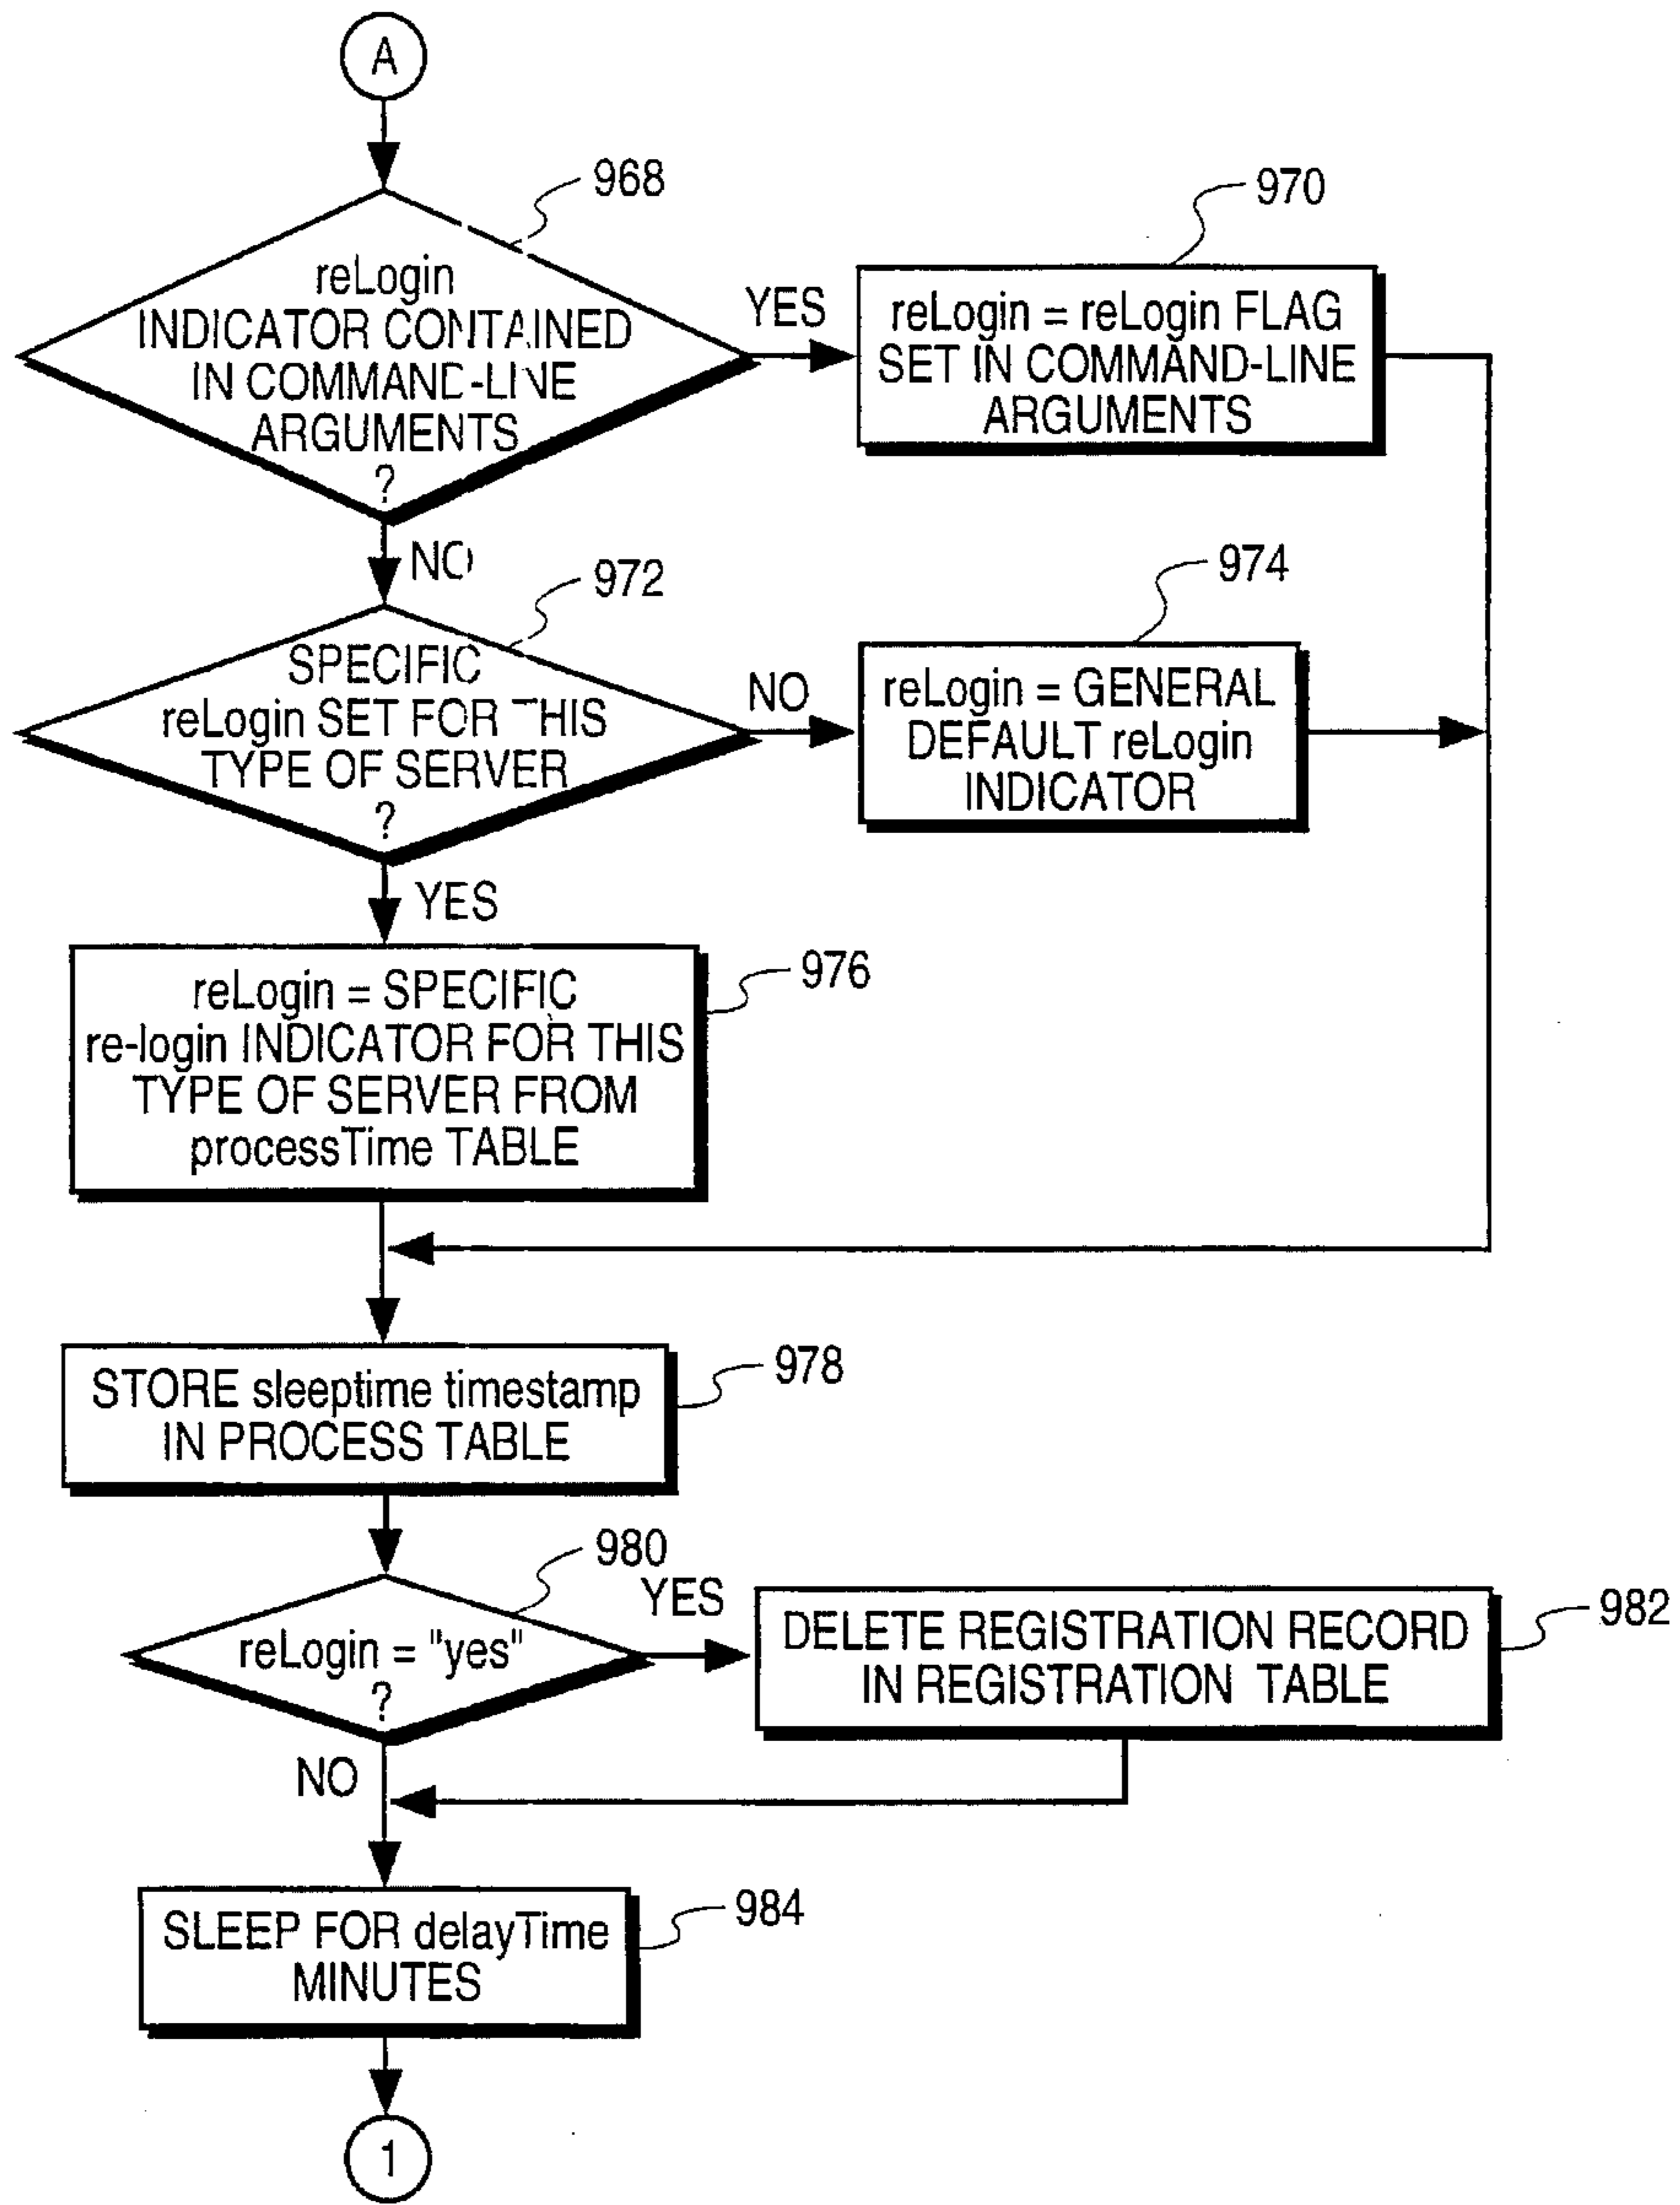 A
968
reLogin
INDICATOR CONTAINED
IN COMMAND-LINE
ARGUMENTS
?
YES
970
reLogin = reLogin FLAG
SET IN COMMAND-LINE
ARGUMENTS
NO
972
SPECIFIC
reLogin SET FOR THIS
TYPE OF SERVER
?
NO
974
reLogin = GENERAL
DEFAULT reLogin
INDICATOR
YES
976
reLogin = SPECIFIC
re-login INDICATOR FOR THIS
TYPE OF SERVER FROM
processTime TABLE
978
STORE sleeptime timestamp
IN PROCESS TABLE
980
reLogin = "yes"
?
YES
982
DELETE REGISTRATION RECORD
IN REGISTRATION TABLE
NO
984
SLEEP FOR delayTime
MINUTES
1